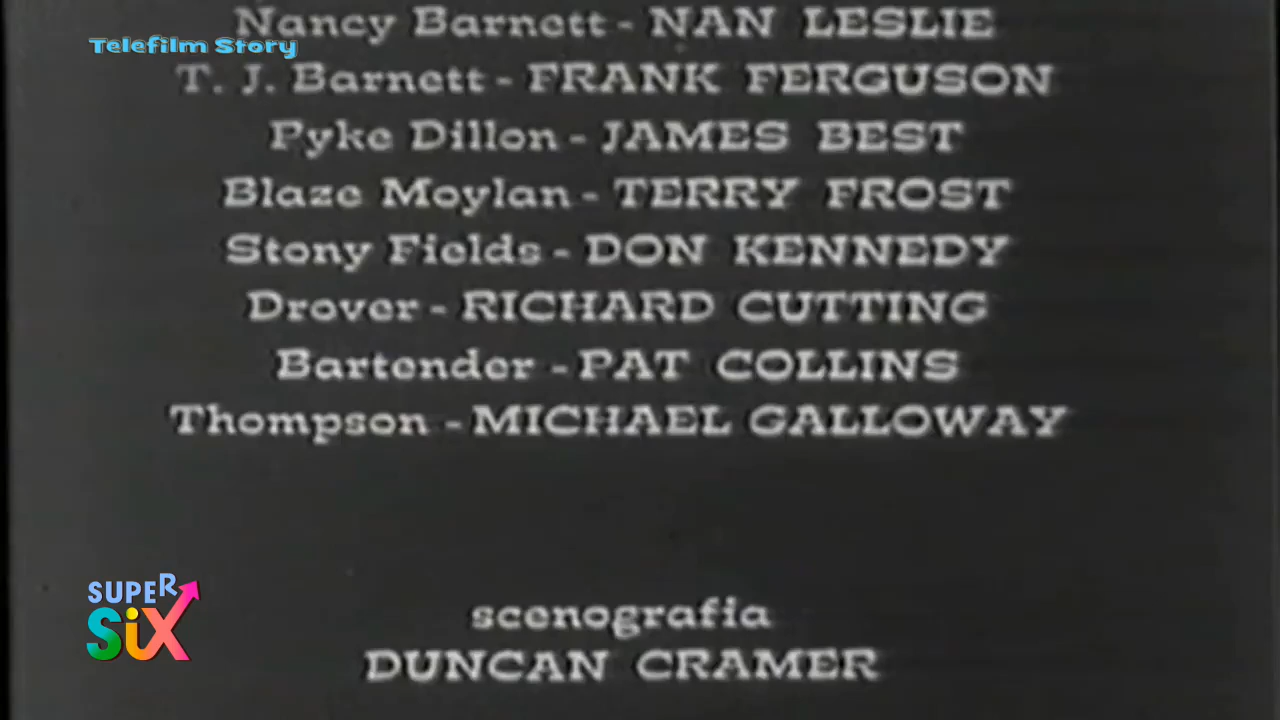 Nancy Barnett - NAN LESLIE
Telefilm Story
T. J. Barnett - FRANK FERGUSON
Pyke Dillon - JAMES BEST
Blaze Moylan - TERRY FROST
Stony Fields - DON KENNEDY
Drover - RICHARD CUTTING
Bartender - PAT COLLINS
Thompson - MICHAEL GALLOWAY
SUPER
SiX
scenografia
DUNCAN CRAMER